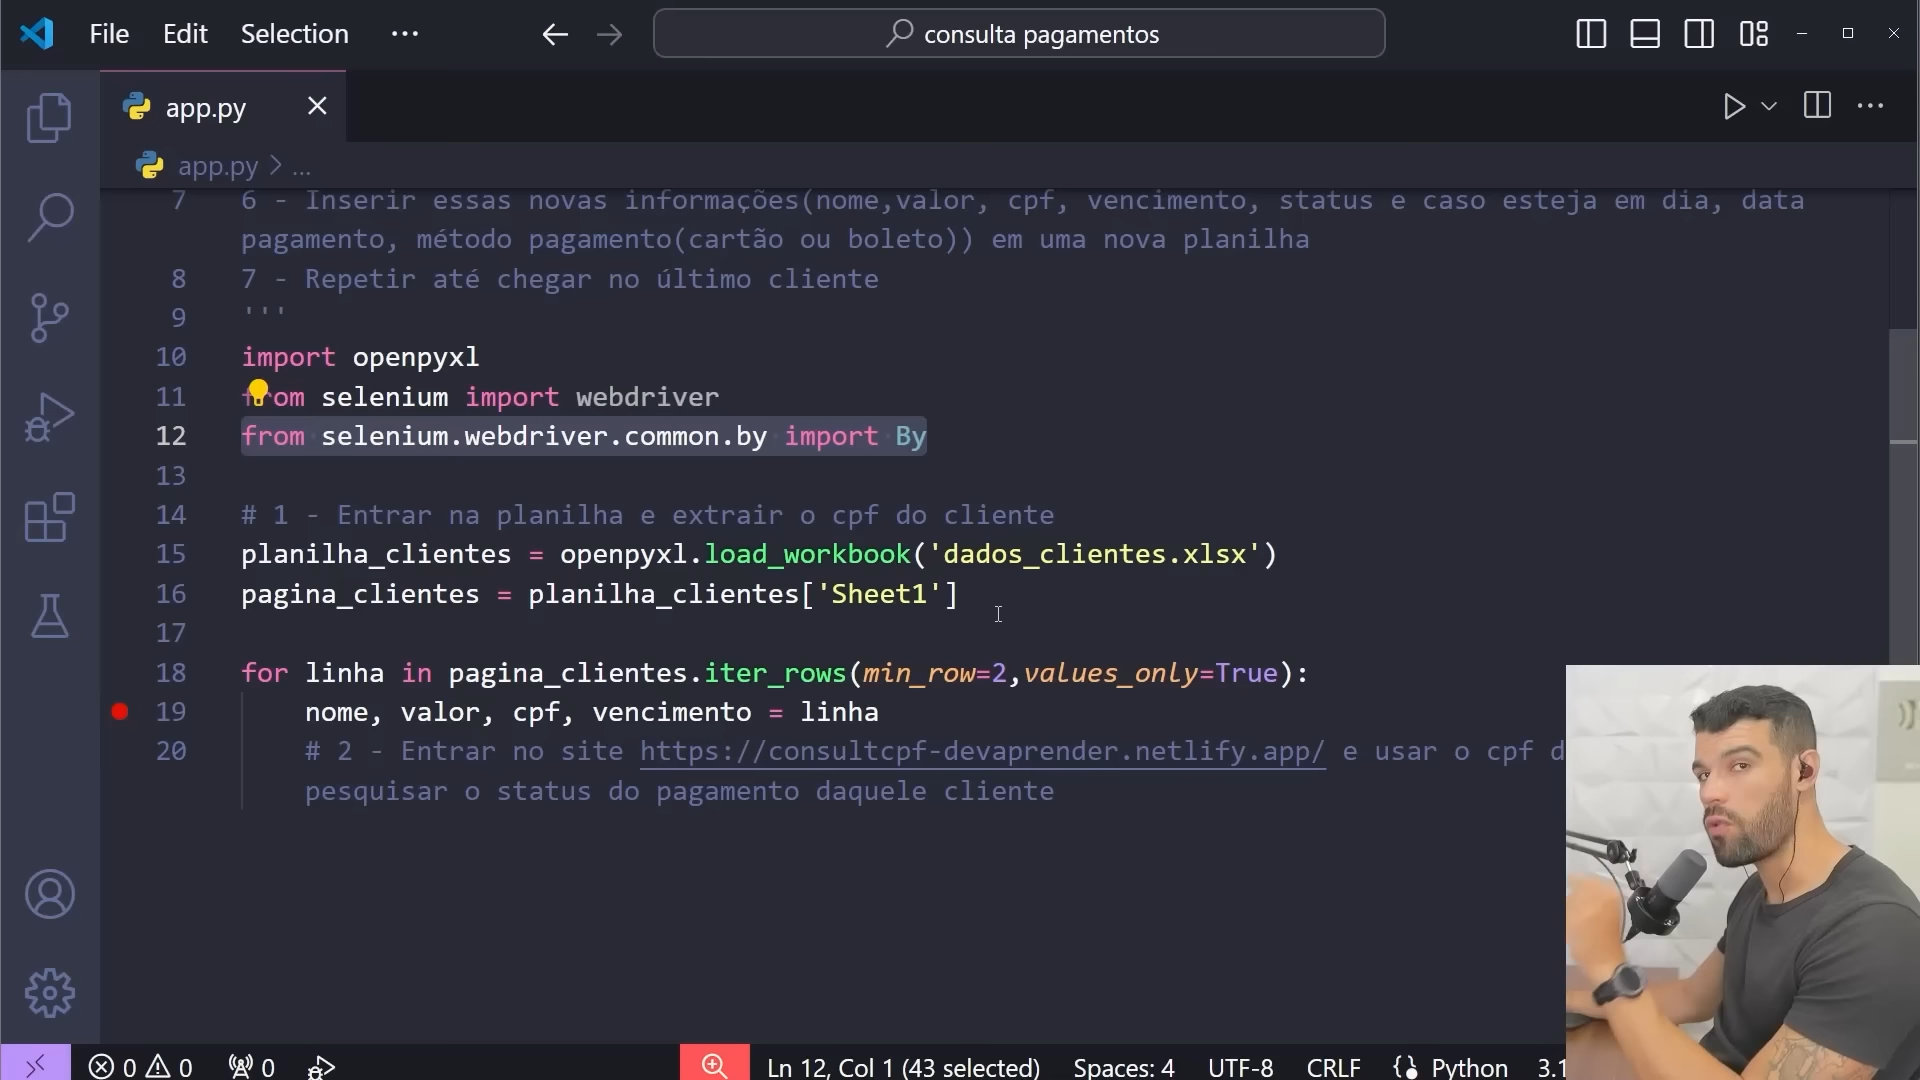 File Edit Selection ··· consulta pagamentos
app.py
app.py > ...
7 6 - Inserir essas novas informações(nome,valor, cpf, vencimento, status e caso esteja em dia, data
pagamento, método pagamento(cartão ou boleto)) em uma nova planilha
8 7 - Repetir até chegar no último cliente
9 '''
10 import openpyxl
11 from selenium import webdriver
12 from selenium.webdriver.common.by import By
13
14 # 1 - Entrar na planilha e extrair o cpf do cliente
15 planilha_clientes = openpyxl.load_workbook('dados_clientes.xlsx')
16 pagina_clientes = planilha_clientes['Sheet1']
17
18 for linha in pagina_clientes.iter_rows(min_row=2,values_only=True):
19 nome, valor, cpf, vencimento = linha
20 # 2 - Entrar no site https://consultcpf-devaprender.netlify.app/ e usar o cpf d
pesquisar o status do pagamento daquele cliente
0 0 0 Ln 12, Col 1 (43 selected) Spaces: 4 UTF-8 CRLF Python 3.1